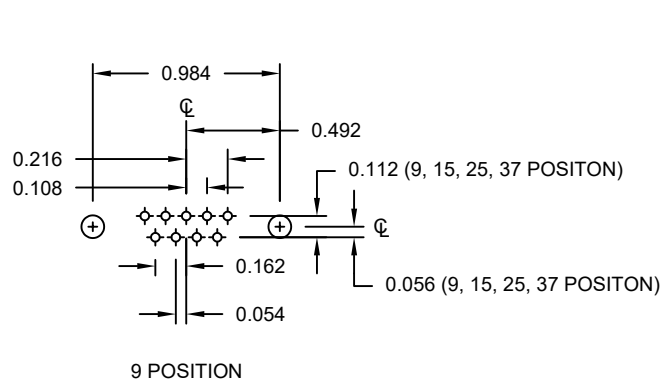 0.984
℄
0.492
0.216
0.112 (9, 15, 25, 37 POSITON)
0.108
℄
0.162
0.056 (9, 15, 25, 37 POSITON)
0.054
9 POSITION